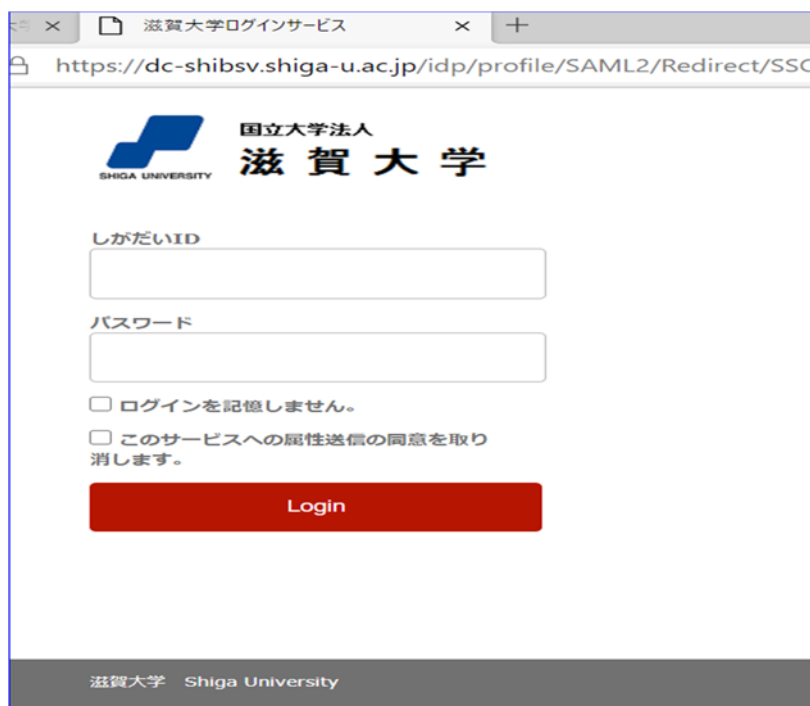 滋賀大学ログインサービス
https://dc-shibsv.shiga-u.ac.jp/idp/profile/SAML2/Redirect/SSO
国立大学法人
滋賀大学
SHIGA UNIVERSITY
しがだいID
パスワード
ログインを記憶しません。
このサービスへの属性送信の同意を取り
消します。
Login
滋賀大学 Shiga University